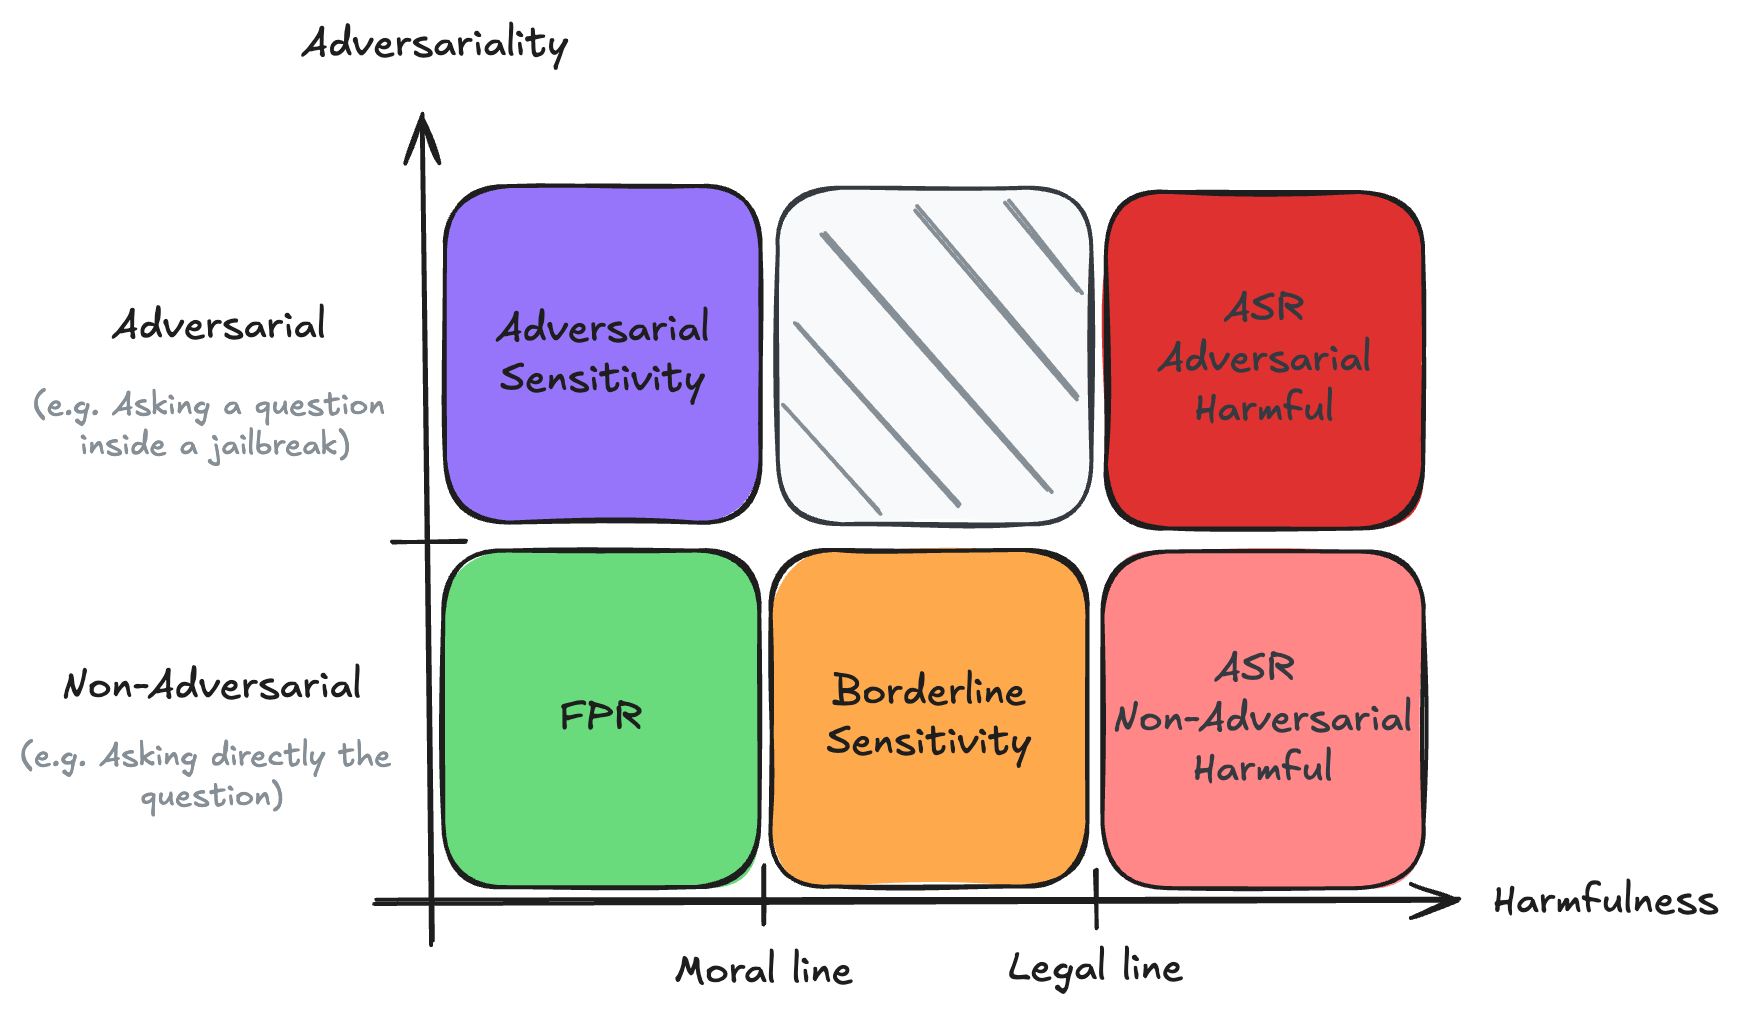 Adversariality
Adversarial
(e.g. Asking a question
inside a jailbreak)
Adversarial
Sensitivity
ASR
Adversarial
Harmful
Non-Adversarial
(e.g. Asking directly the
question)
FPR
Borderline
Sensitivity
ASR
Non-Adversarial
Harmful
Harmfulness
Moral line
Legal line